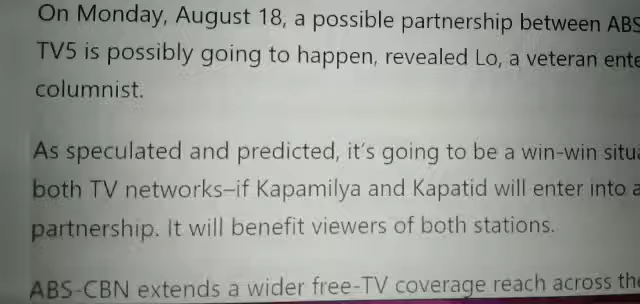 On Monday, August 18, a possible partnership between ABS
TV5 is possibly going to happen, revealed Lo, a veteran ente
columnist.
As speculated and predicted, it's going to be a win-win situa
both TV networks–if Kapamilya and Kapatid will enter into a
partnership. It will benefit viewers of both stations.
ABS-CBN extends a wider free-TV coverage reach across the